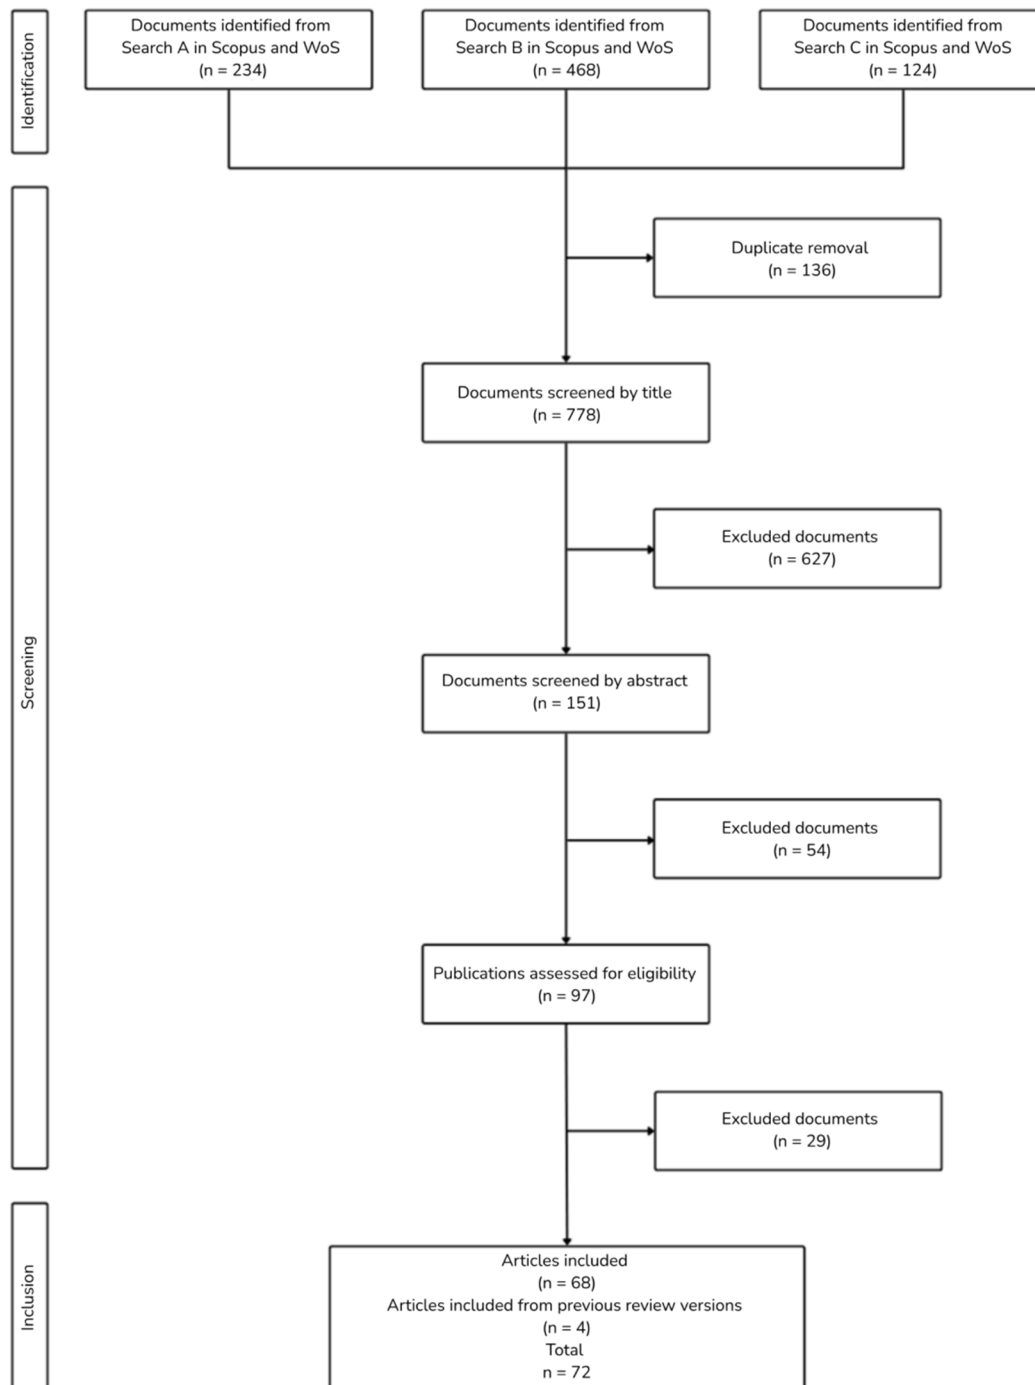 Identification
Documents identified from
Search A in Scopus and WoS
(n = 234)
Documents identified from
Search B in Scopus and WoS
(n = 468)
Documents identified from
Search C in Scopus and WoS
(n = 124)
Screening
Duplicate removal
(n = 136)
Documents screened by title
(n = 778)
Excluded documents
(n = 627)
Documents screened by abstract
(n = 151)
Excluded documents
(n = 54)
Publications assessed for eligibility
(n = 97)
Excluded documents
(n = 29)
Inclusion
Articles included
(n = 68)
Articles included from previous review versions
(n = 4)
Total
n = 72